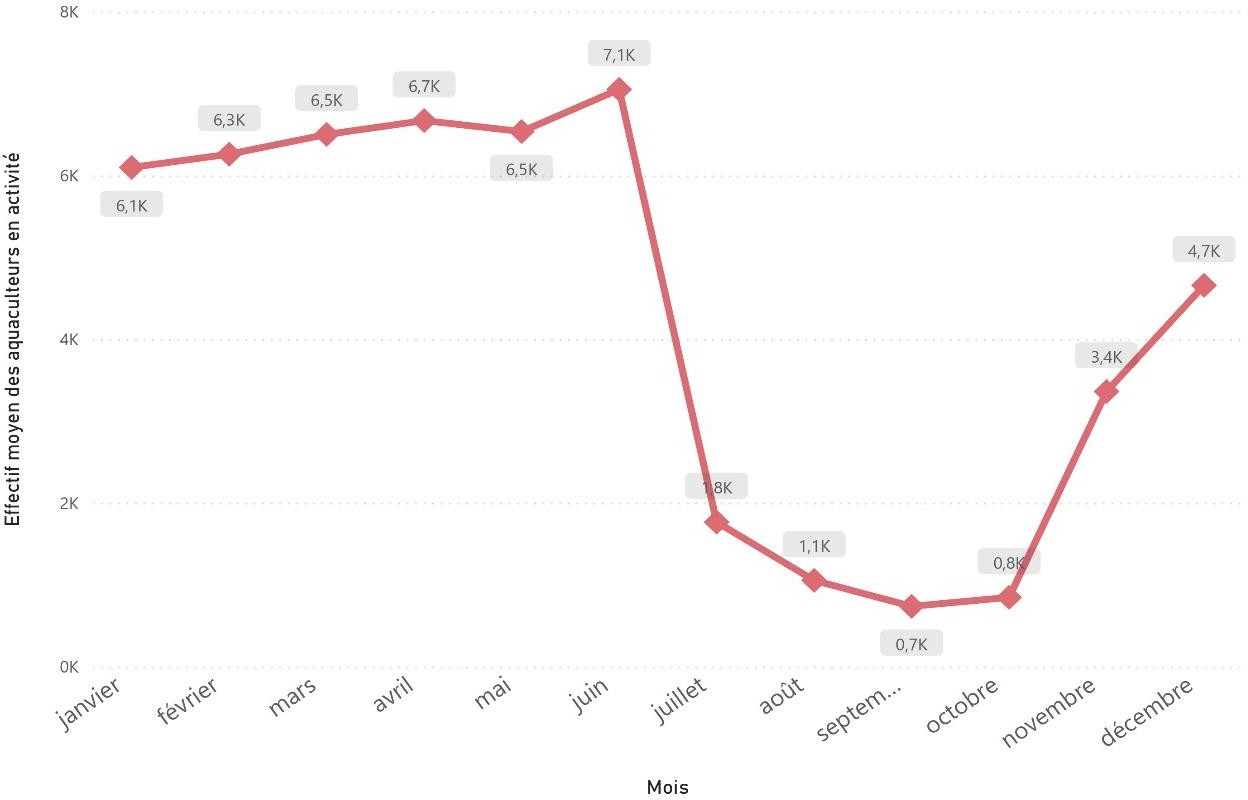 8K
7,1K
6,7K
6,5K
6,3K
6,5K
6K
6,1K
4,7K
4K
3,4K
1,8K
2K
1,1K
0,8K
0,7K
0K
janvier
février
mars
avril
mai
juin
juillet
août
septem...
octobre
novembre
décembre
Mois
Effectif moyen des aquaculteurs en activité